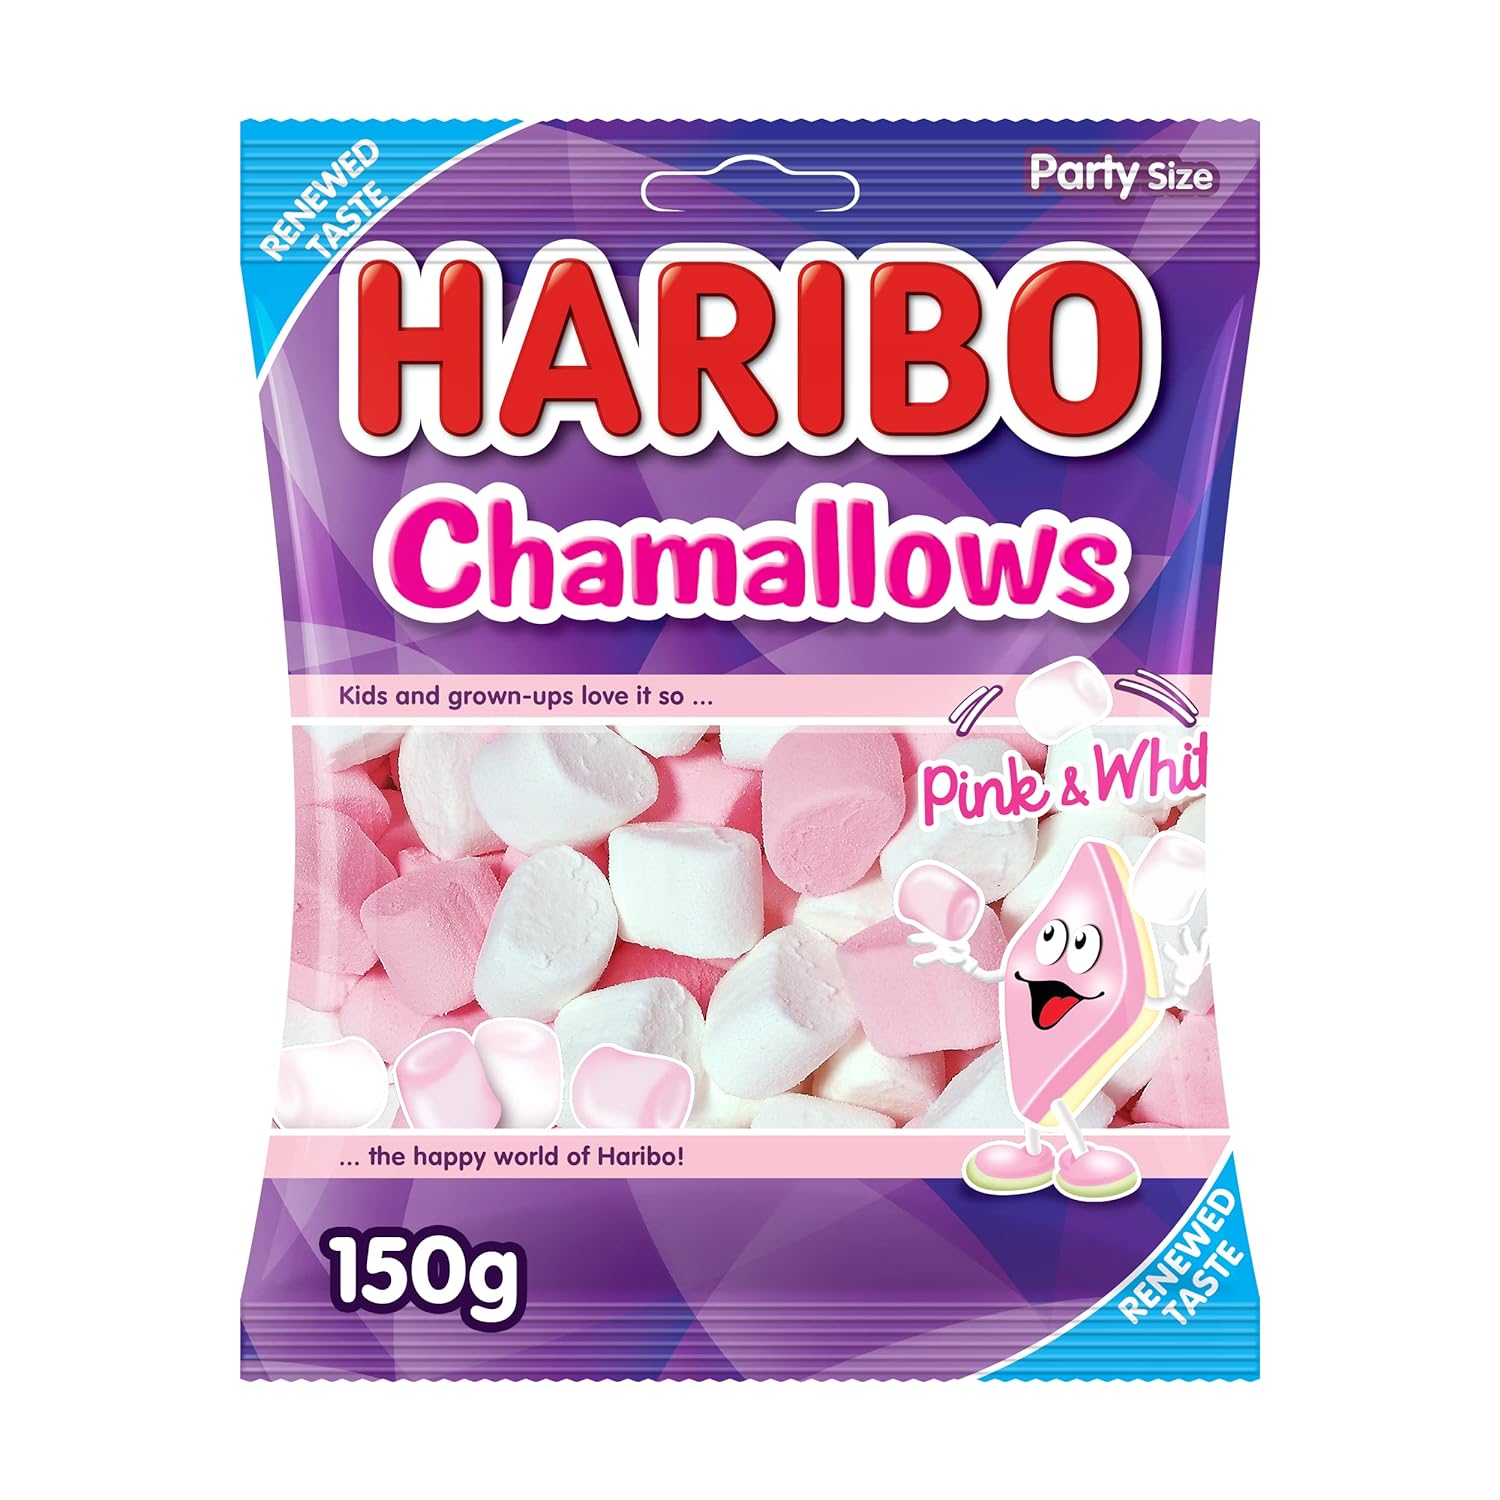 RENEWED
TASTE
Party Size
HARIBO
Chamallows
Kids and grown-ups love it so ...
Pink & Whit
... the happy world of Haribo!
150g
RENEWED
TASTE